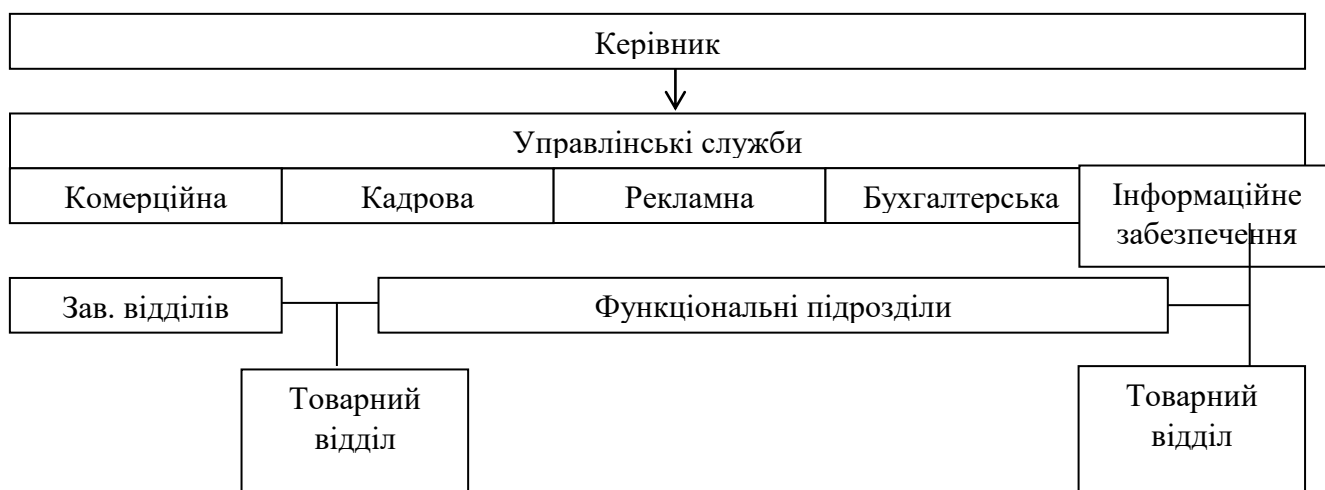 Керівник
Управлінські служби
Комерційна
Кадрова
Рекламна
Бухгалтерська
Інформаційне
забезпечення
Зав. відділів
Функціональні підрозділи
Товарний
відділ
Товарний
відділ